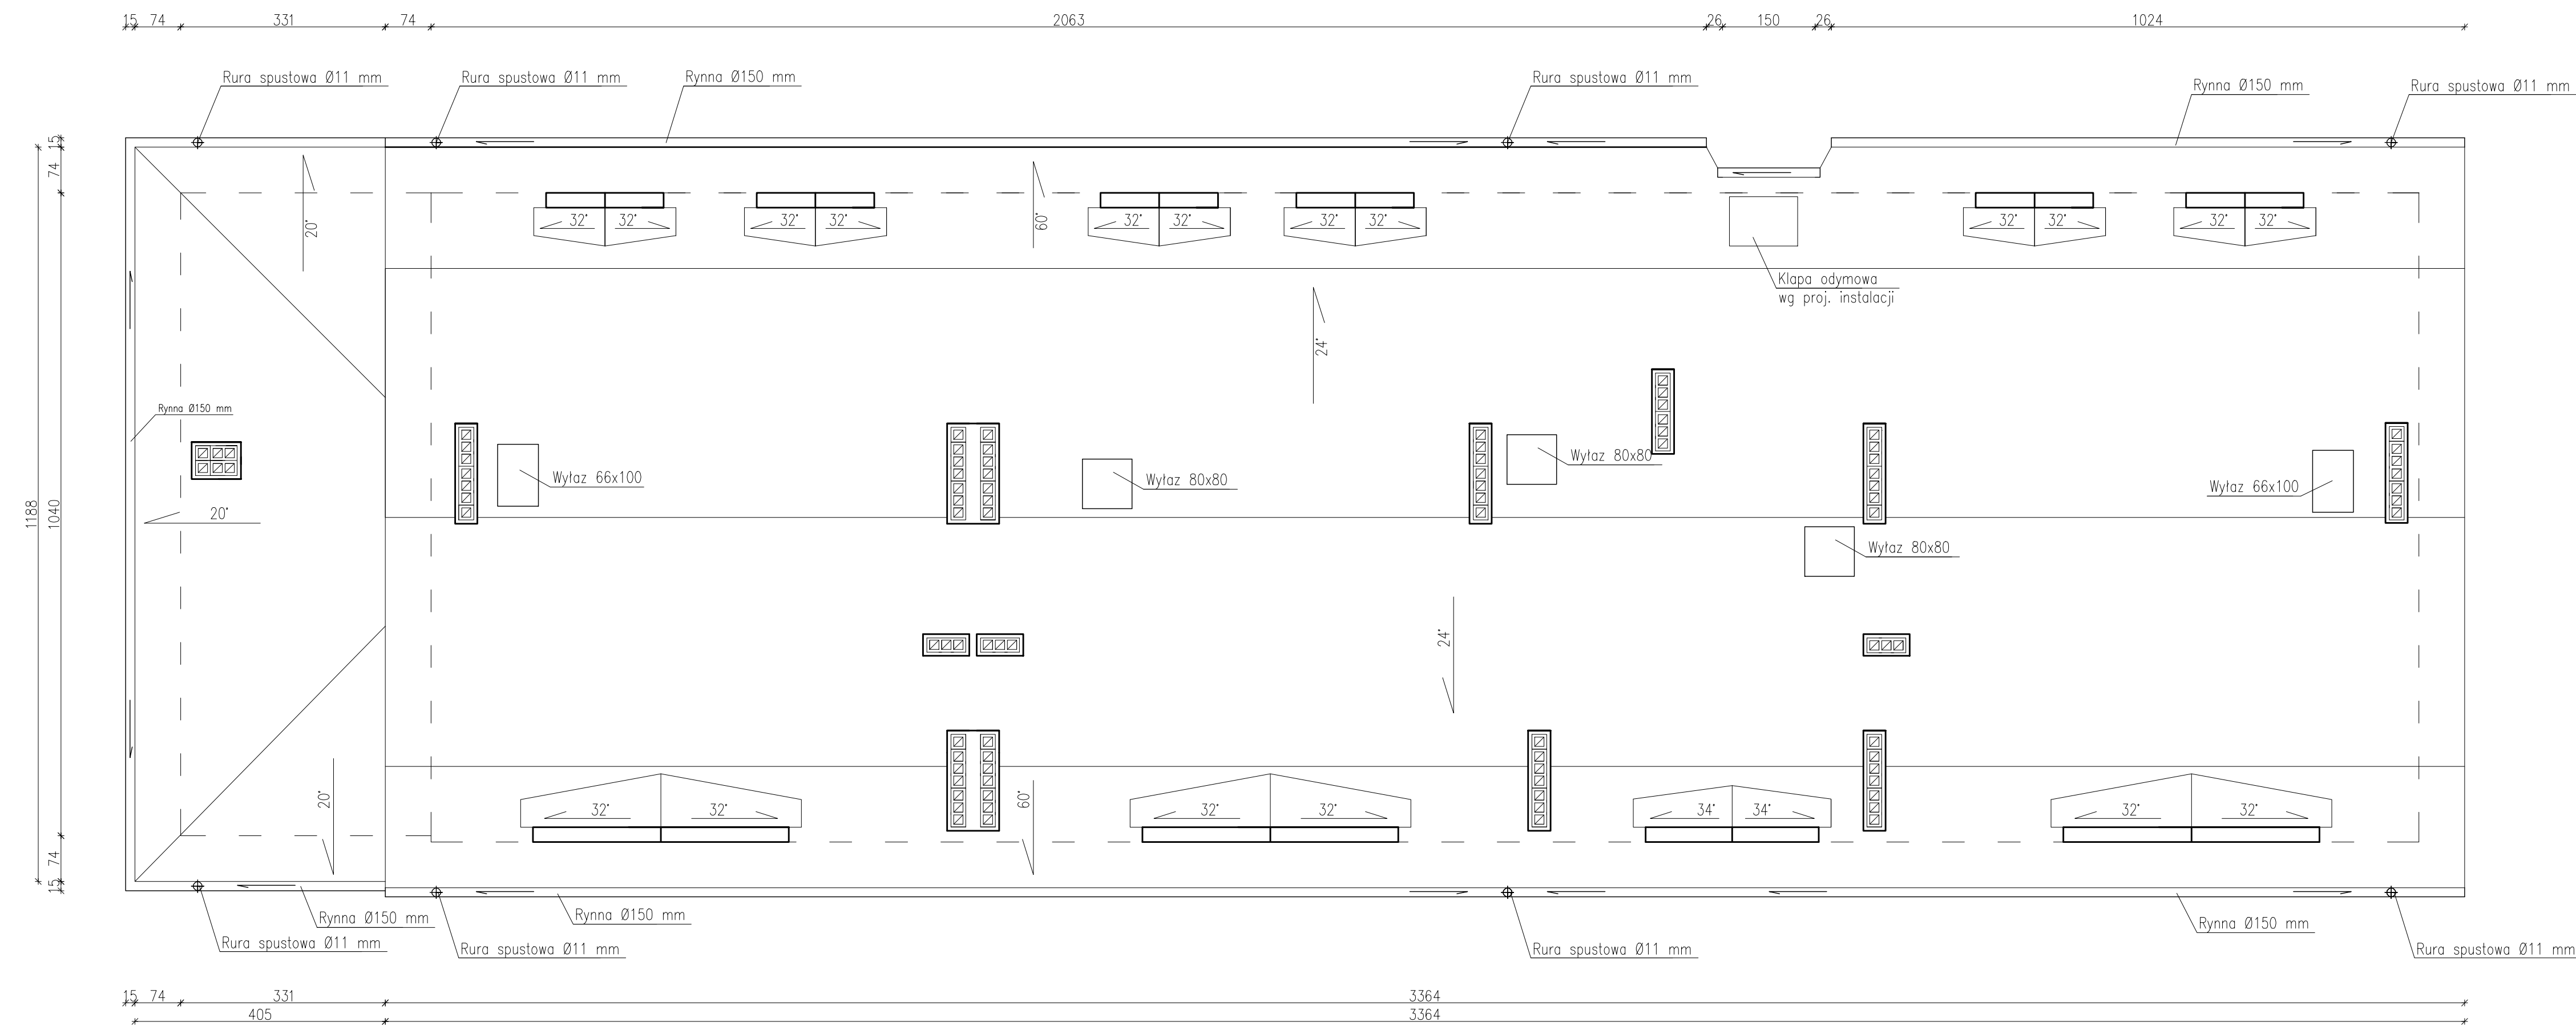 15 74 331 74 2063 26 150 26 1024
Rura spustowa Ø11 mm
Rura spustowa Ø11 mm
Rynna Ø150 mm
Rura spustowa Ø11 mm
Rynna Ø150 mm
Rura spustowa Ø11 mm
15
74
1040
1188
74
15
20°
60°
32° 32°
32° 32°
32° 32°
32° 32°
32° 32°
32° 32°
Klapa odymowa
wg proj. instalacji
24°
Rynna Ø150 mm
20°
Wyłaz 66x100
Wyłaz 80x80
Wyłaz 80x80
Wyłaz 66x100
Wyłaz 80x80
24°
20°
60°
32° 32°
32° 32°
34° 34°
32° 32°
Rynna Ø150 mm
Rynna Ø150 mm
Rynna Ø150 mm
Rura spustowa Ø11 mm
Rura spustowa Ø11 mm
Rura spustowa Ø11 mm
Rura spustowa Ø11 mm
15 74 331 3364
405 3364